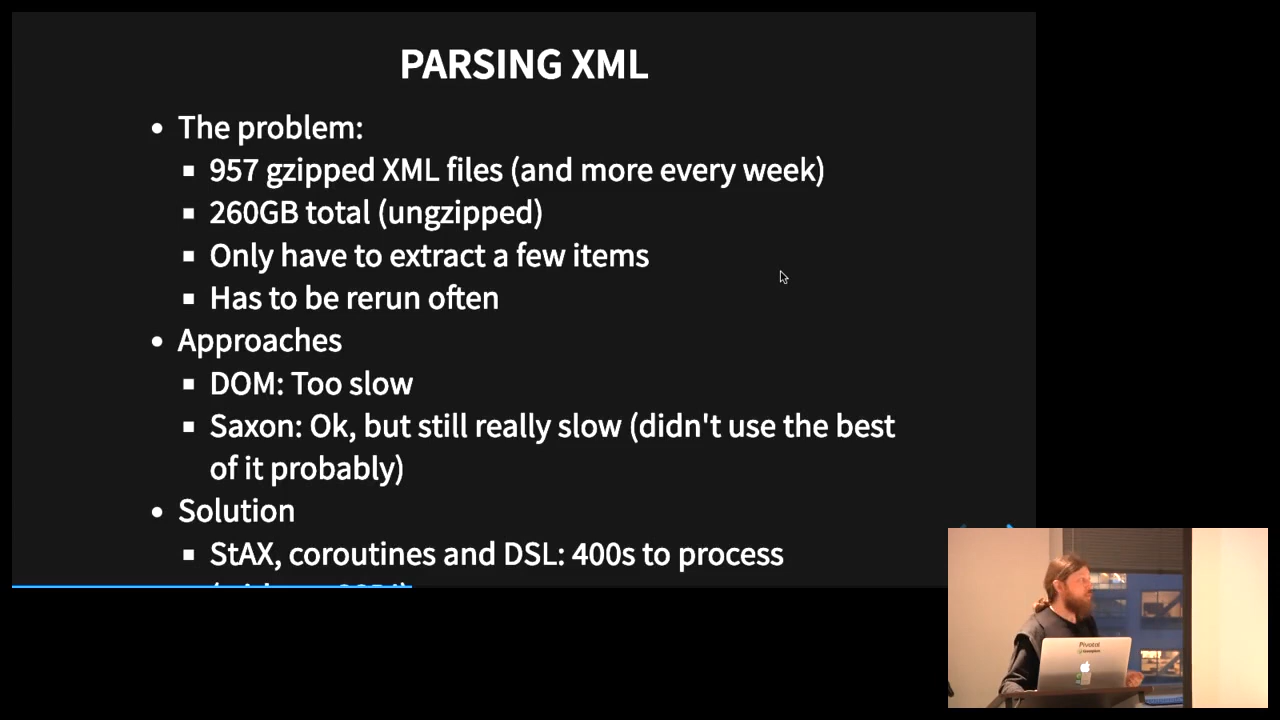 PARSING XML
• The problem:
▪ 957 gzipped XML files (and more every week)
▪ 260GB total (ungzipped)
▪ Only have to extract a few items
▪ Has to be rerun often
• Approaches
▪ DOM: Too slow
▪ Saxon: Ok, but still really slow (didn't use the best
of it probably)
• Solution
▪ StAX, coroutines and DSL: 400s to process
Pivotal